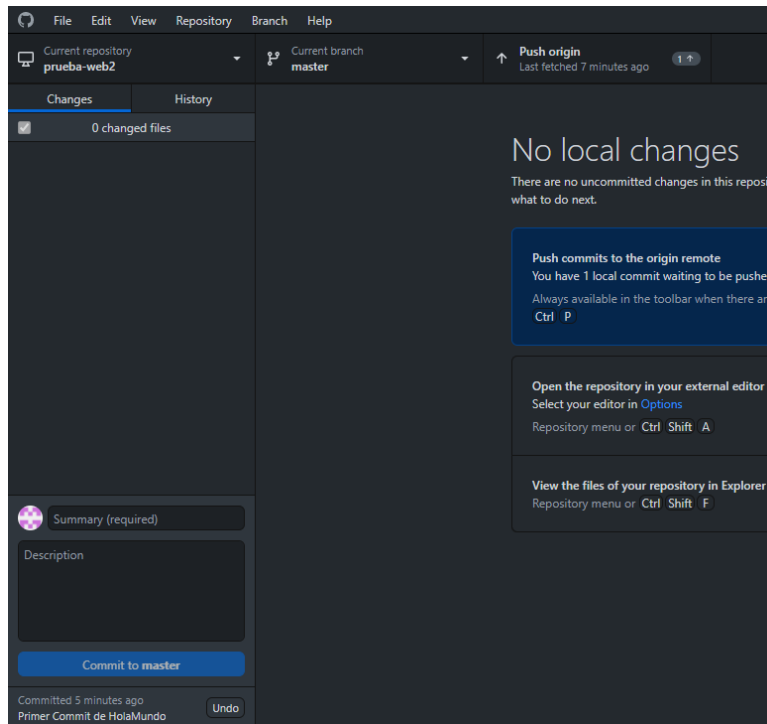 File Edit View Repository Branch Help
Current repository
prueba-web2
Current branch
master
Push origin
Last fetched 7 minutes ago
1
Changes History
0 changed files
No local changes
There are no uncommitted changes in this
what to do next.
Push commits to the origin remote
You have 1 local commit waiting to be
Always available in the toolbar when there
Ctrl P
Open the repository in your external editor
Select your editor in Options
Repository menu or Ctrl Shift A
View the files of your repository in Explorer
Repository menu or Ctrl Shift F
Summary (required)
Description
Commit to master
Committed 5 minutes ago
Primer Commit de HolaMundo
Undo